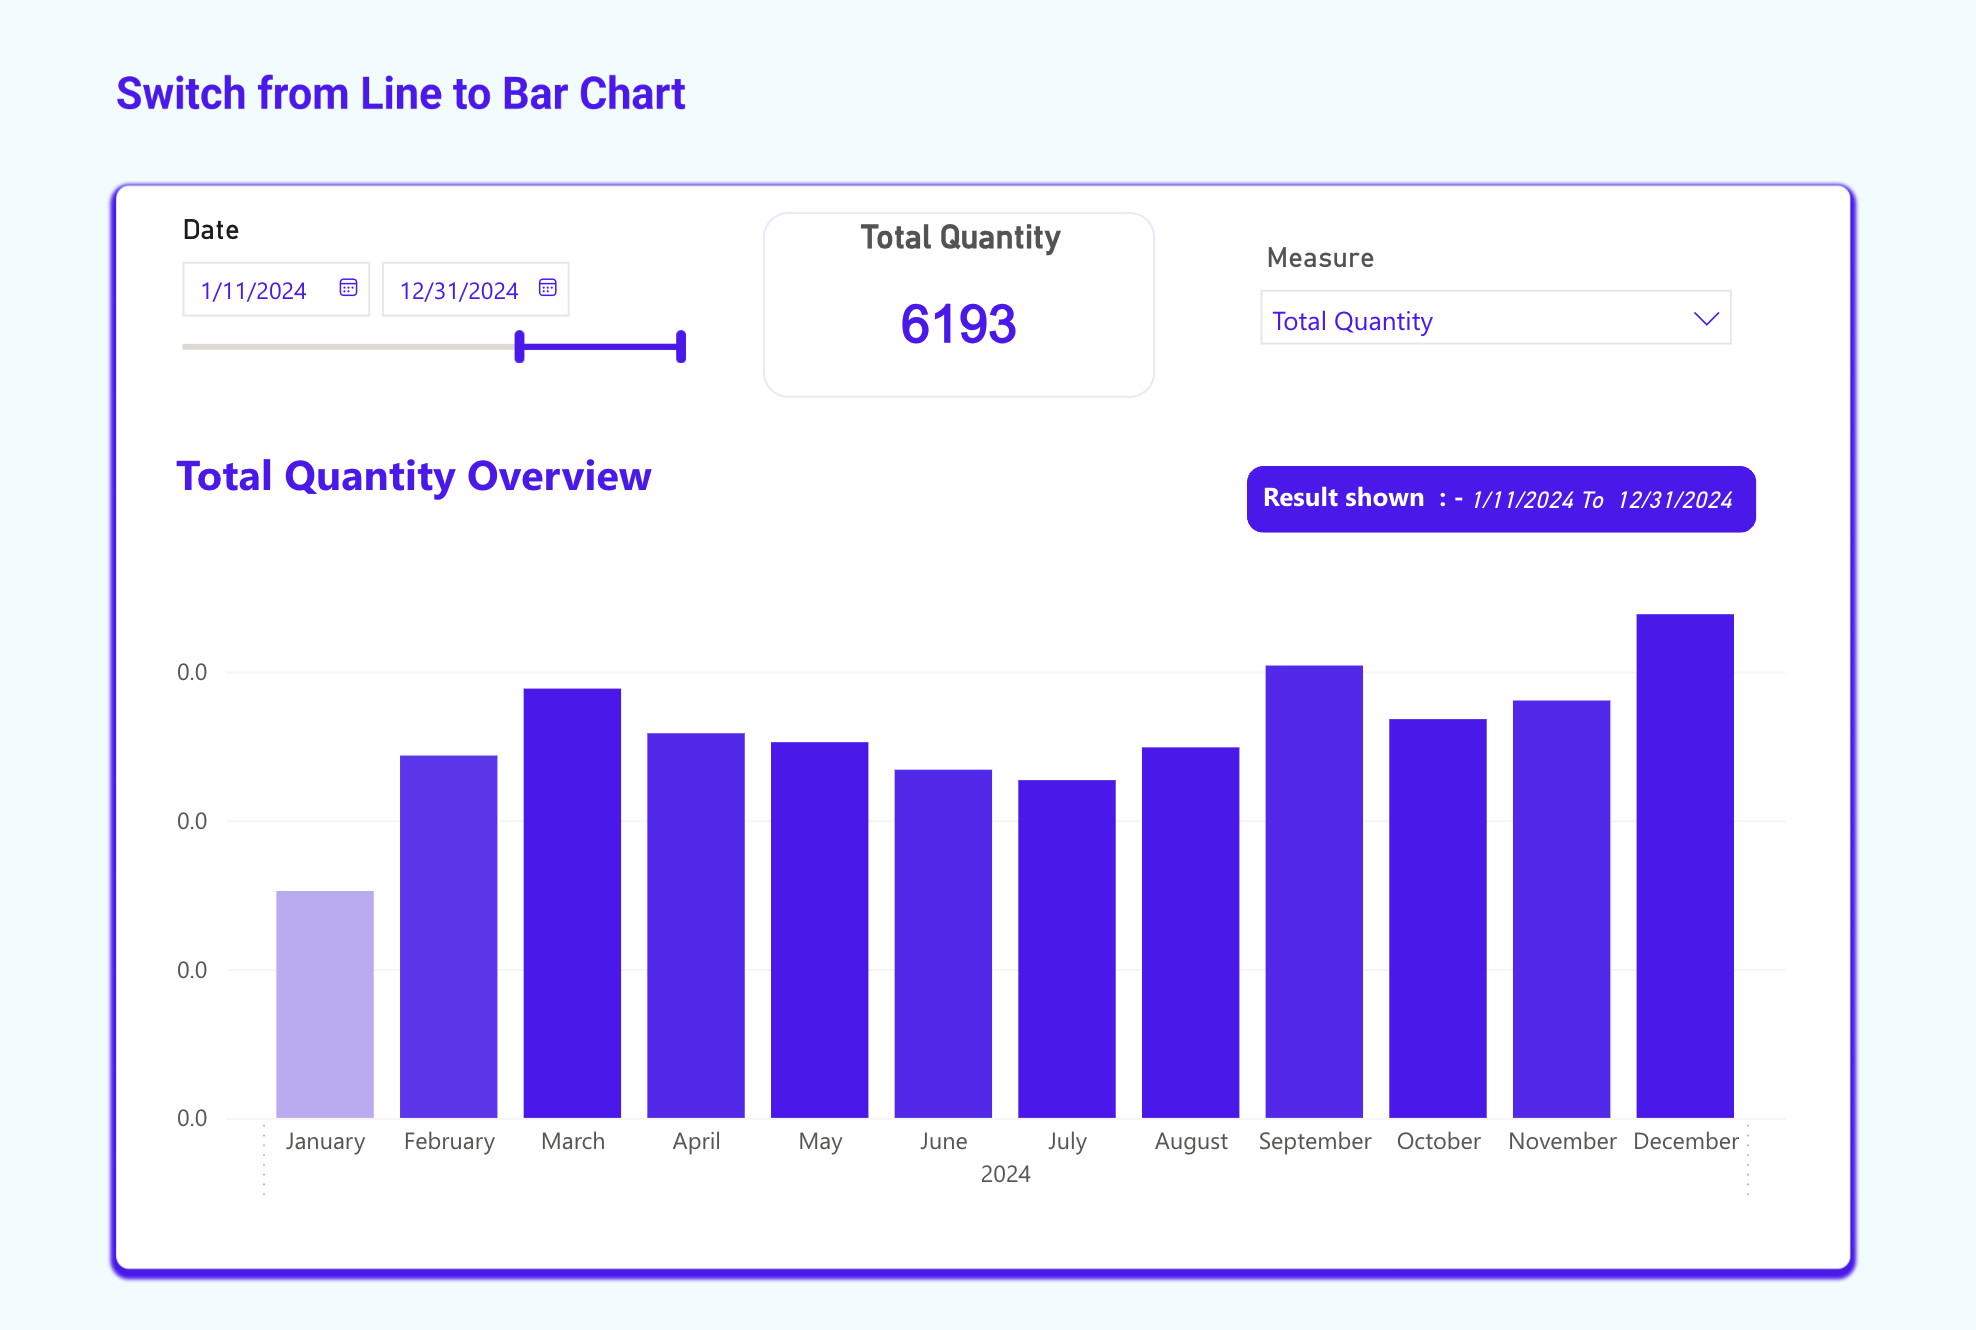 Switch from Line to Bar Chart
Date
1/11/2024
12/31/2024
Total Quantity
6193
Measure
Total Quantity
Total Quantity Overview
Result shown : - 1/11/2024 To 12/31/2024
0.0
0.0
0.0
0.0
January February March April May June July August September October November December
2024